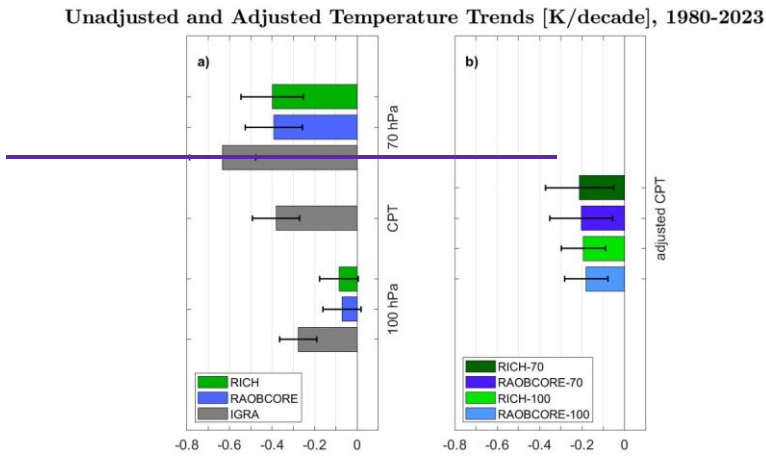 Unadjusted and Adjusted Temperature Trends [K/decade], 1980-2023
a)
70 hPa
CPT
100 hPa
RICH
RAOBCORE
IGRA
-0.8 -0.6 -0.4 -0.2 0
b)
adjusted CPT
RICH-70
RAOBCORE-70
RICH-100
RAOBCORE-100
-0.8 -0.6 -0.4 -0.2 0